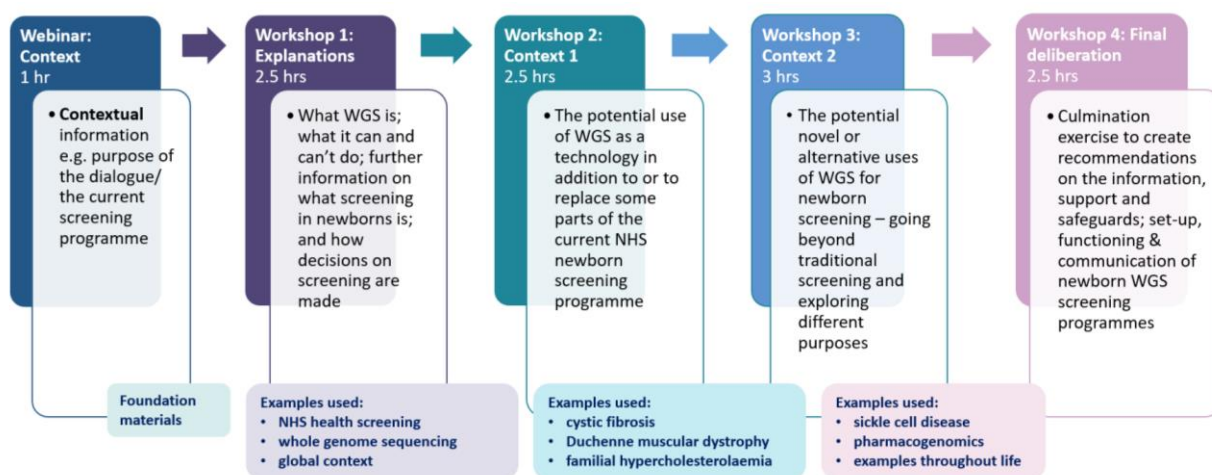 Webinar:
Context
1 hr
• Contextual
information
e.g. purpose of
the dialogue/
the current
screening
programme
Foundation
materials
Workshop 1:
Explanations
2.5 hrs
• What WGS is;
what it can and
can't do; further
information on
what screening
in newborns is;
and how
decisions on
screening are
made
Examples used:
• NHS health screening
• whole genome sequencing
• global context
Workshop 2:
Context 1
2.5 hrs
• The potential
use of WGS as a
technology in
addition to or to
replace some
parts of the
current NHS
newborn
screening
programme
Examples used:
• cystic fibrosis
• Duchenne muscular dystrophy
• familial hypercholesterolaemia
Workshop 3:
Context 2
3 hrs
• The potential
novel or
alternative uses
of WGS for
newborn
screening – going
beyond
traditional
screening and
exploring
different
purposes
Examples used:
• sickle cell disease
• pharmacogenomics
• examples throughout life
Workshop 4: Final
deliberation
2.5 hrs
• Culmination
exercise to create
recommendations
on the information,
support and
safeguards; set-up,
functioning &
communication of
newborn WGS
screening
programmes